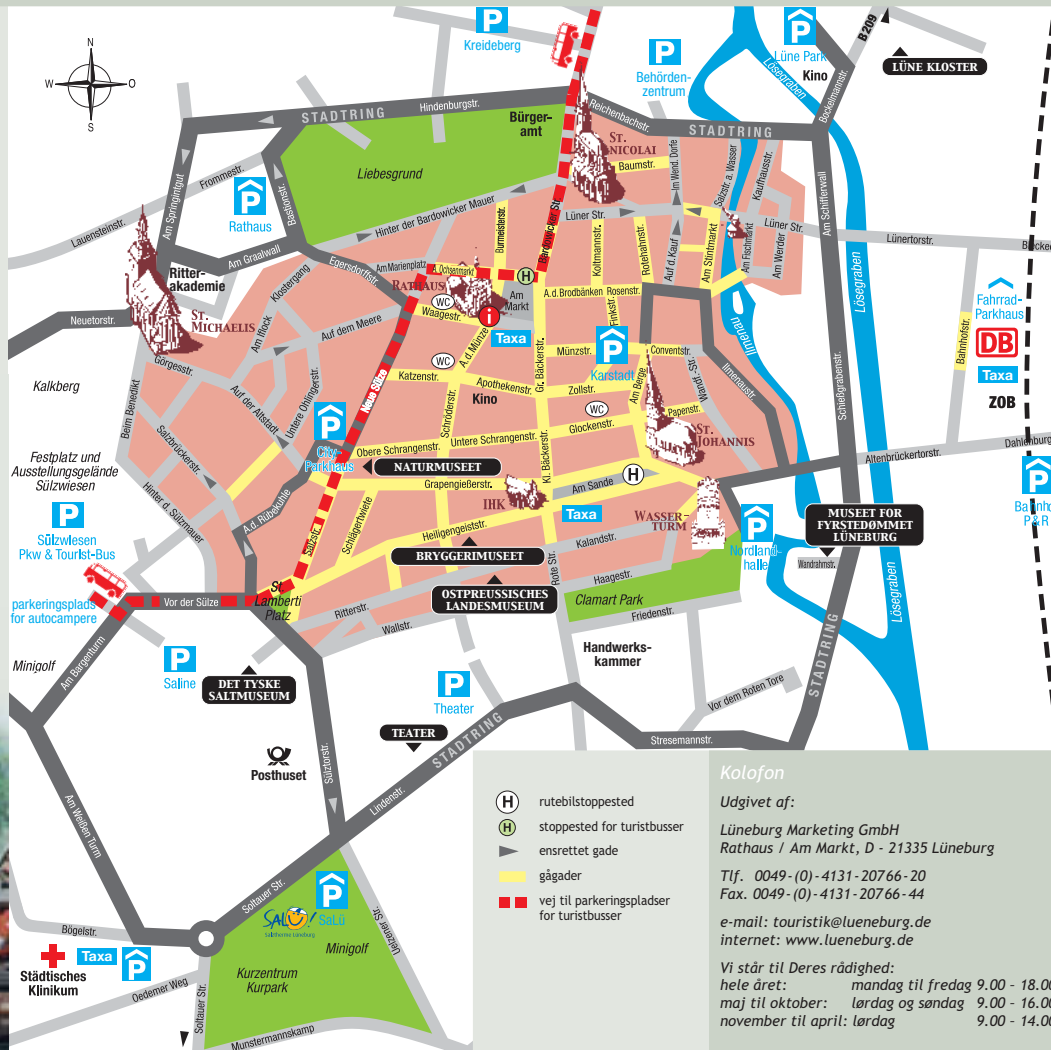 N
W
O
S
P
Kreideberg
P
Behörden-
zentrum
P
Lüne Park
Kino
B 209
LÜNE KLOSTER
Lösegraben
Bockelmannstr.
STADTRING
Hindenburgstr.
Reichenbachstr.
STADTRING
Bürger-
amt
ST.
NICOLAI
Baumstr.
Im Wend. Dorfe
Salzstr. a. Wasser
Kaufhausstr.
Liebesgrund
Frommestr.
Am Springintgut
Bastionstr.
P
Rathaus
Lauensteinstr.
Hinter der Bardowicker Mauer
Burmeisterstr.
Bardowicker Str.
Lüner Str.
Koltmannstr.
Rotehahnstr.
Auf d. Kauf
Am Stintmarkt
Am Fischmarkt
Am Werder
Lüner Str.
Lünertorstr.
Am Schifferwall
Am Graalwall
Egersdorffstr.
Am Marienplatz
Ochsenmarkt
H
RATHAUS
Am
Markt
A.d. Brodbänken
Rosenstr.
Finkstr.
Ritter-
akademie
Klostergang
Neuetorstr.
ST.
MICHAELIS
Am Iflock
Auf dem Meere
WC
Waagestr.
A.d. Münze
i
Taxa
Gr. Bäckerstr.
Münzstr.
P
Karstadt
Conventstr.
Ilmenau
Ilmenaustr.
Lösegraben
Fahrrad-
Parkhaus
DB
Taxa
ZOB
Bahnhofstr.
Görgesstr.
Kalkberg
Beim Benedikt
Auf der Altstadt
Untere Ohlingerstr.
Neue Sülze
WC
Katzenstr.
Apothekenstr.
Kino
Schröderstr.
Zollstr.
WC
Am Berge
Wandr.-Str.
Papenstr.
Schießgrabenstr.
Salzbrückerstr.
P
City-
Parkhaus
Obere Schrangenstr.
Untere Schrangenstr.
Glockenstr.
ST.
JOHANNIS
Festplatz und
Ausstellungsgelände
Sülzwiesen
NATURMUSEET
Grapengießerstr.
Kl. Bäckerstr.
Am Sande
H
Altenbrückertorstr.
P
P & R
P
Sülzwiesen
Pkw & Tourist-Bus
Hinter d. Sülzmauer
A.d. Rübekuhle
Salzstr.
Schlägertwiete
IHK
Taxa
WASSER-
TURM
MUSEET FOR
FYRSTEDØMMET
LÜNEBURG
Heiligengeiststr.
BRYGGERIMUSEET
Kalandstr.
Rote Str.
P
Nordland-
halle
Wandrahmstr.
parkeringsplads
for autocampere
Vor der Sülze
St.
Lamberti
Platz
OSTPREUSSISCHES
LANDESMUSEUM
Haagestr.
Clamart Park
Friedenstr.
Lösegraben
Ritterstr.
Wallstr.
Minigolf
Am Bargenturm
P
Saline
DET TYSKE
SALTMUSEUM
Handwerks-
kammer
STADTRING
P
Theater
Vor dem Roten Tore
TEATER
STADTRING
Stresemannstr.
Posthuset
Sülztorstr.
Lindenstr.
Am Weißen Turm
Soltauer Str.
SALÜ!
Salztherme Lüneburg
P
SaLü
Uelzener Str.
Minigolf
Bögelstr.
Taxa
P
Städtisches
Klinikum
Oedemer Weg
Soltauer Str.
Kurzentrum
Kurpark
Munstermannskamp
H rutebilstoppested
H stoppested for turistbusser
ensrettet gade
gågader
vej til parkeringspladser
for turistbusser
Kolofon
Udgivet af:
Lüneburg Marketing GmbH
Rathaus / Am Markt, D - 21335 Lüneburg
Tlf. 0049-(0)-4131-20766-20
Fax. 0049-(0)-4131-20766-44
e-mail: touristik@lueneburg.de
internet: www.lueneburg.de
Vi står til Deres rådighed:
hele året: mandag til fredag 9.00 - 18.00
maj til oktober: lørdag og søndag 9.00 - 16.00
november til april: lørdag 9.00 - 14.00